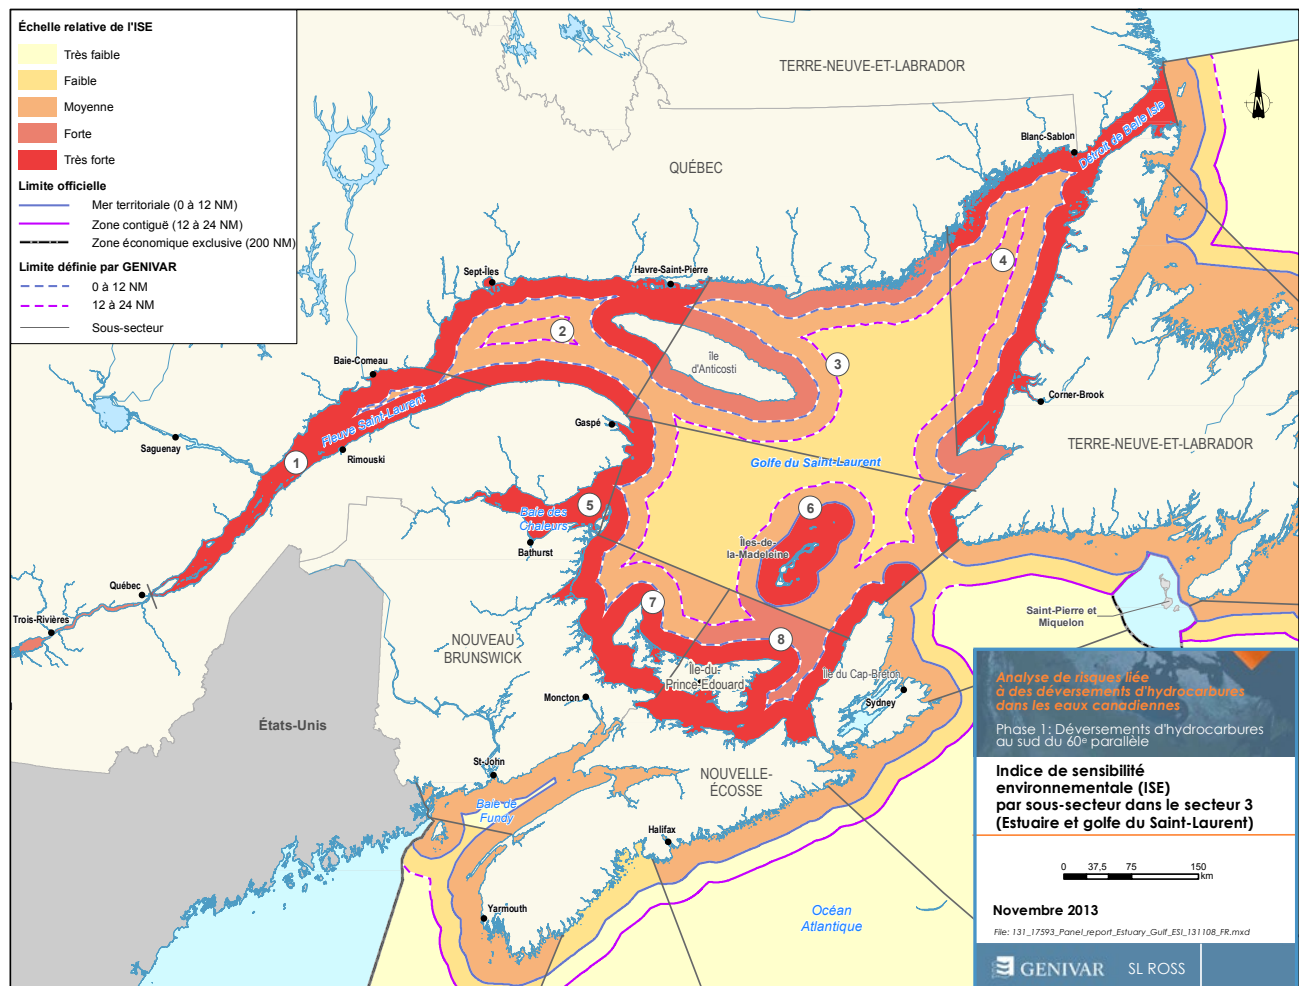 Échelle relative de l'ISE
Très faible
Faible
Moyenne
Forte
Très forte
Limite officielle
Mer territoriale (0 à 12 NM)
Zone contiguë (12 à 24 NM)
Zone économique exclusive (200 NM)
Limite définie par GENIVAR
0 à 12 NM
12 à 24 NM
Sous-secteur
TERRE-NEUVE-ET-LABRADOR
N
Blanc-Sablon
Détroit de Belle Isle
QUÉBEC
Sept-Îles
Havre-Saint-Pierre
4
2
Baie-Comeau
île
d'Anticosti
3
Corner-Brook
Fleuve Saint-Laurent
Gaspé
Saguenay
1
Rimouski
TERRE-NEUVE-ET-LABRADOR
Golfe du Saint-Laurent
5
6
Baie des
Chaleurs
Bathurst
Îles-de-
la-Madeleine
Québec
Trois-Rivières
7
Saint-Pierre et
Miquelon
NOUVEAU
BRUNSWICK
8
Île-du-
Prince-Édouard
Île du Cap-Breton
Sydney
Moncton
États-Unis
St-John
NOUVELLE-
ÉCOSSE
Baie de
Fundy
Halifax
Yarmouth
Océan
Atlantique
Analyse de risques liée
à des déversements d'hydrocarbures
dans les eaux canadiennes
Phase 1: Déversements d'hydrocarbures
au sud du 60e parallèle
Indice de sensibilité
environnementale (ISE)
par sous-secteur dans le secteur 3
(Estuaire et golfe du Saint-Laurent)
0 37,5 75 150
km
Novembre 2013
File: 131_17593_Panel_report_Estuary_Gulf_ESI_131108_FR.mxd
GENIVAR SL ROSS